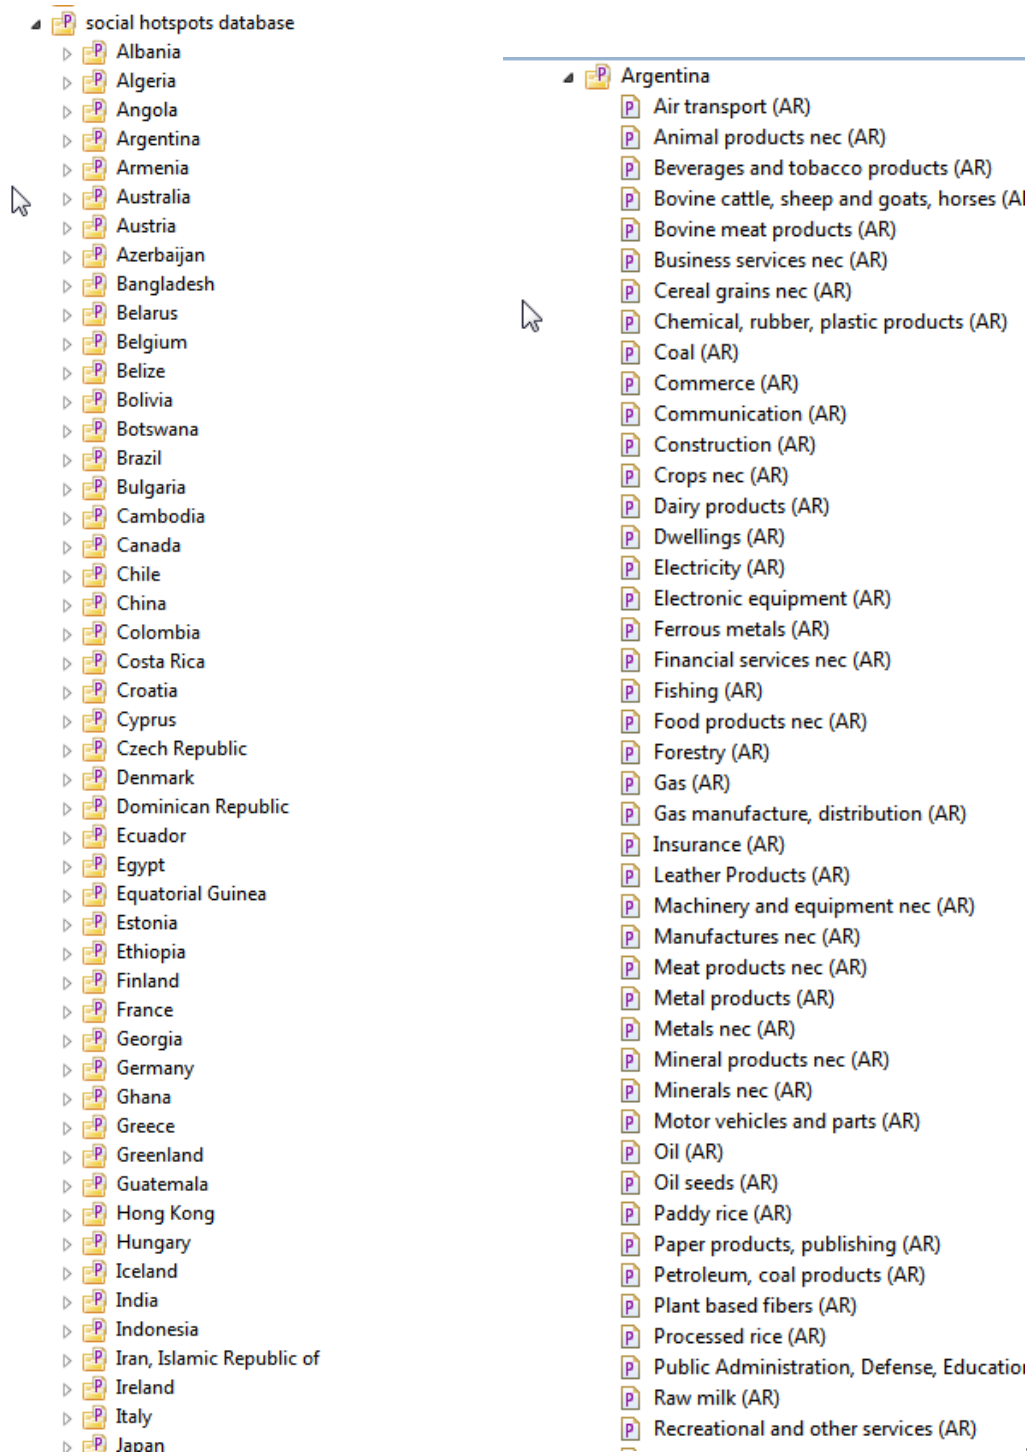 social hotspots database
Albania
Algeria
Angola
Argentina
Armenia
Australia
Austria
Azerbaijan
Bangladesh
Belarus
Belgium
Belize
Bolivia
Botswana
Brazil
Bulgaria
Cambodia
Canada
Chile
China
Colombia
Costa Rica
Croatia
Cyprus
Czech Republic
Denmark
Dominican Republic
Ecuador
Egypt
Equatorial Guinea
Estonia
Ethiopia
Finland
France
Georgia
Germany
Ghana
Greece
Greenland
Guatemala
Hong Kong
Hungary
Iceland
India
Indonesia
Iran, Islamic Republic of
Ireland
Italy
Japan
Argentina
Air transport (AR)
Animal products nec (AR)
Beverages and tobacco products (AR)
Bovine cattle, sheep and goats, horses (A
Bovine meat products (AR)
Business services nec (AR)
Cereal grains nec (AR)
Chemical, rubber, plastic products (AR)
Coal (AR)
Commerce (AR)
Communication (AR)
Construction (AR)
Crops nec (AR)
Dairy products (AR)
Dwellings (AR)
Electricity (AR)
Electronic equipment (AR)
Ferrous metals (AR)
Financial services nec (AR)
Fishing (AR)
Food products nec (AR)
Forestry (AR)
Gas (AR)
Gas manufacture, distribution (AR)
Insurance (AR)
Leather Products (AR)
Machinery and equipment nec (AR)
Manufactures nec (AR)
Meat products nec (AR)
Metal products (AR)
Metals nec (AR)
Mineral products nec (AR)
Minerals nec (AR)
Motor vehicles and parts (AR)
Oil (AR)
Oil seeds (AR)
Paddy rice (AR)
Paper products, publishing (AR)
Petroleum, coal products (AR)
Plant based fibers (AR)
Processed rice (AR)
Public Administration, Defense, Education
Raw milk (AR)
Recreational and other services (AR)